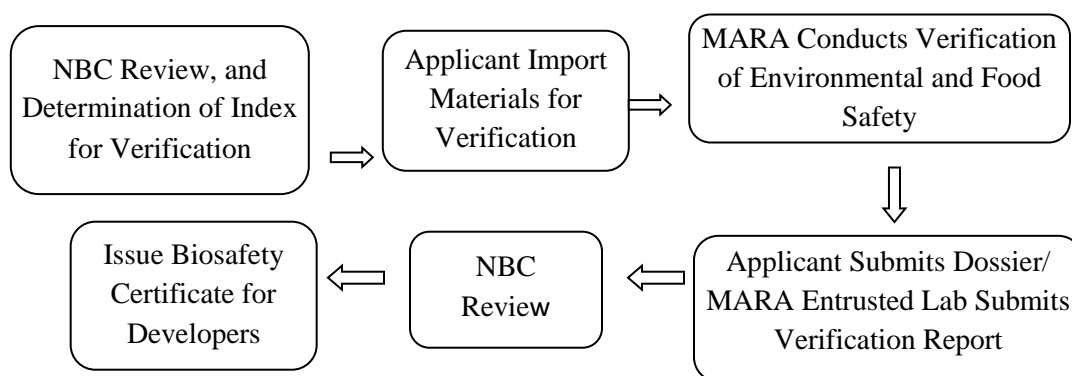 NBC Review, and
Determination of Index
for Verification
Applicant Import
Materials for
Verification
MARA Conducts Verification
of Environmental and Food
Safety
Applicant Submits Dossier/
MARA Entrusted Lab Submits
Verification Report
NBC
Review
Issue Biosafety
Certificate for
Developers